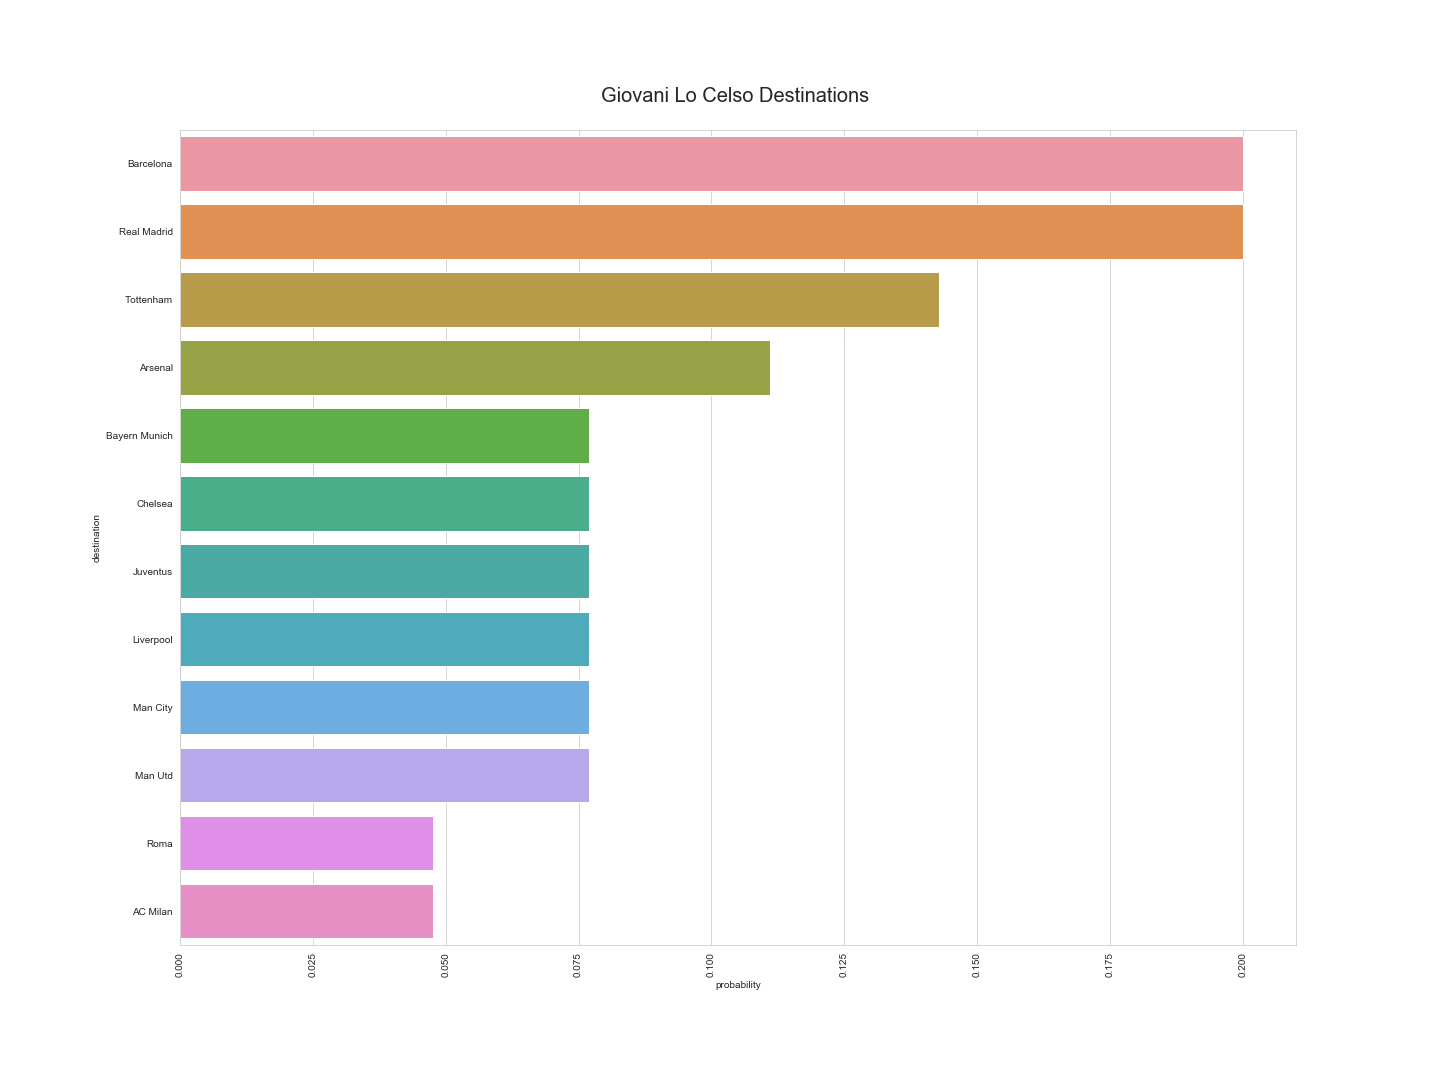 Giovani Lo Celso Destinations
Barcelona
Real Madrid
Tottenham
Arsenal
Bayern Munich
Chelsea
Juventus
Liverpool
Man City
Man Utd
Roma
AC Milan
destination
0.000
0.025
0.050
0.075
0.100
0.125
0.150
0.175
0.200
probability